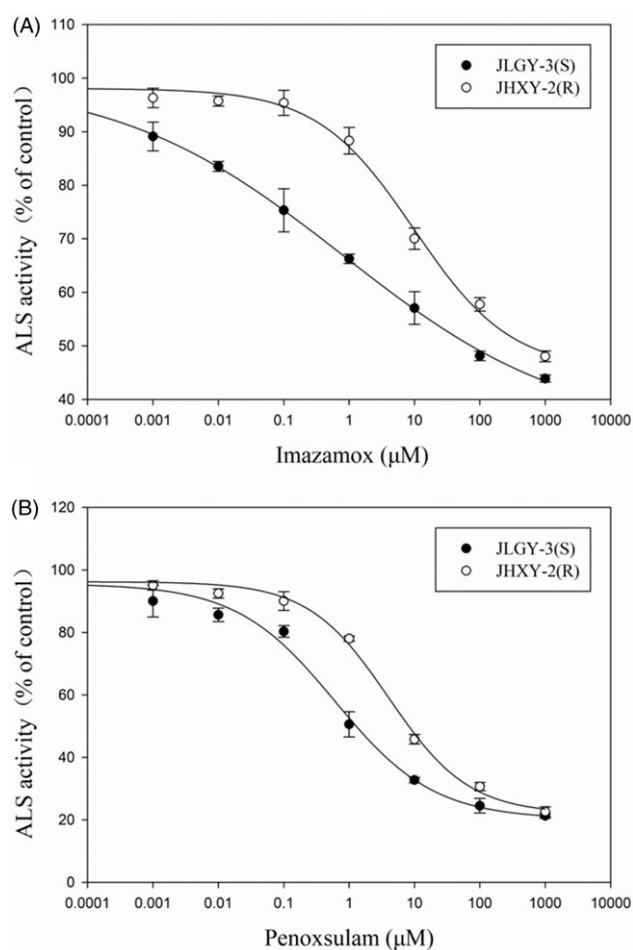 (A)
110
100
90
80
70
60
50
40
ALS activity (% of control)
JLGY-3(S)
JHXY-2(R)
0.0001 0.001 0.01 0.1 1 10 100 1000 10000
Imazamox (μM)
(B)
120
100
80
60
40
20
0
ALS activity (% of control)
JLGY-3(S)
JHXY-2(R)
0.0001 0.001 0.01 0.1 1 10 100 1000 10000
Penoxsulam (μM)